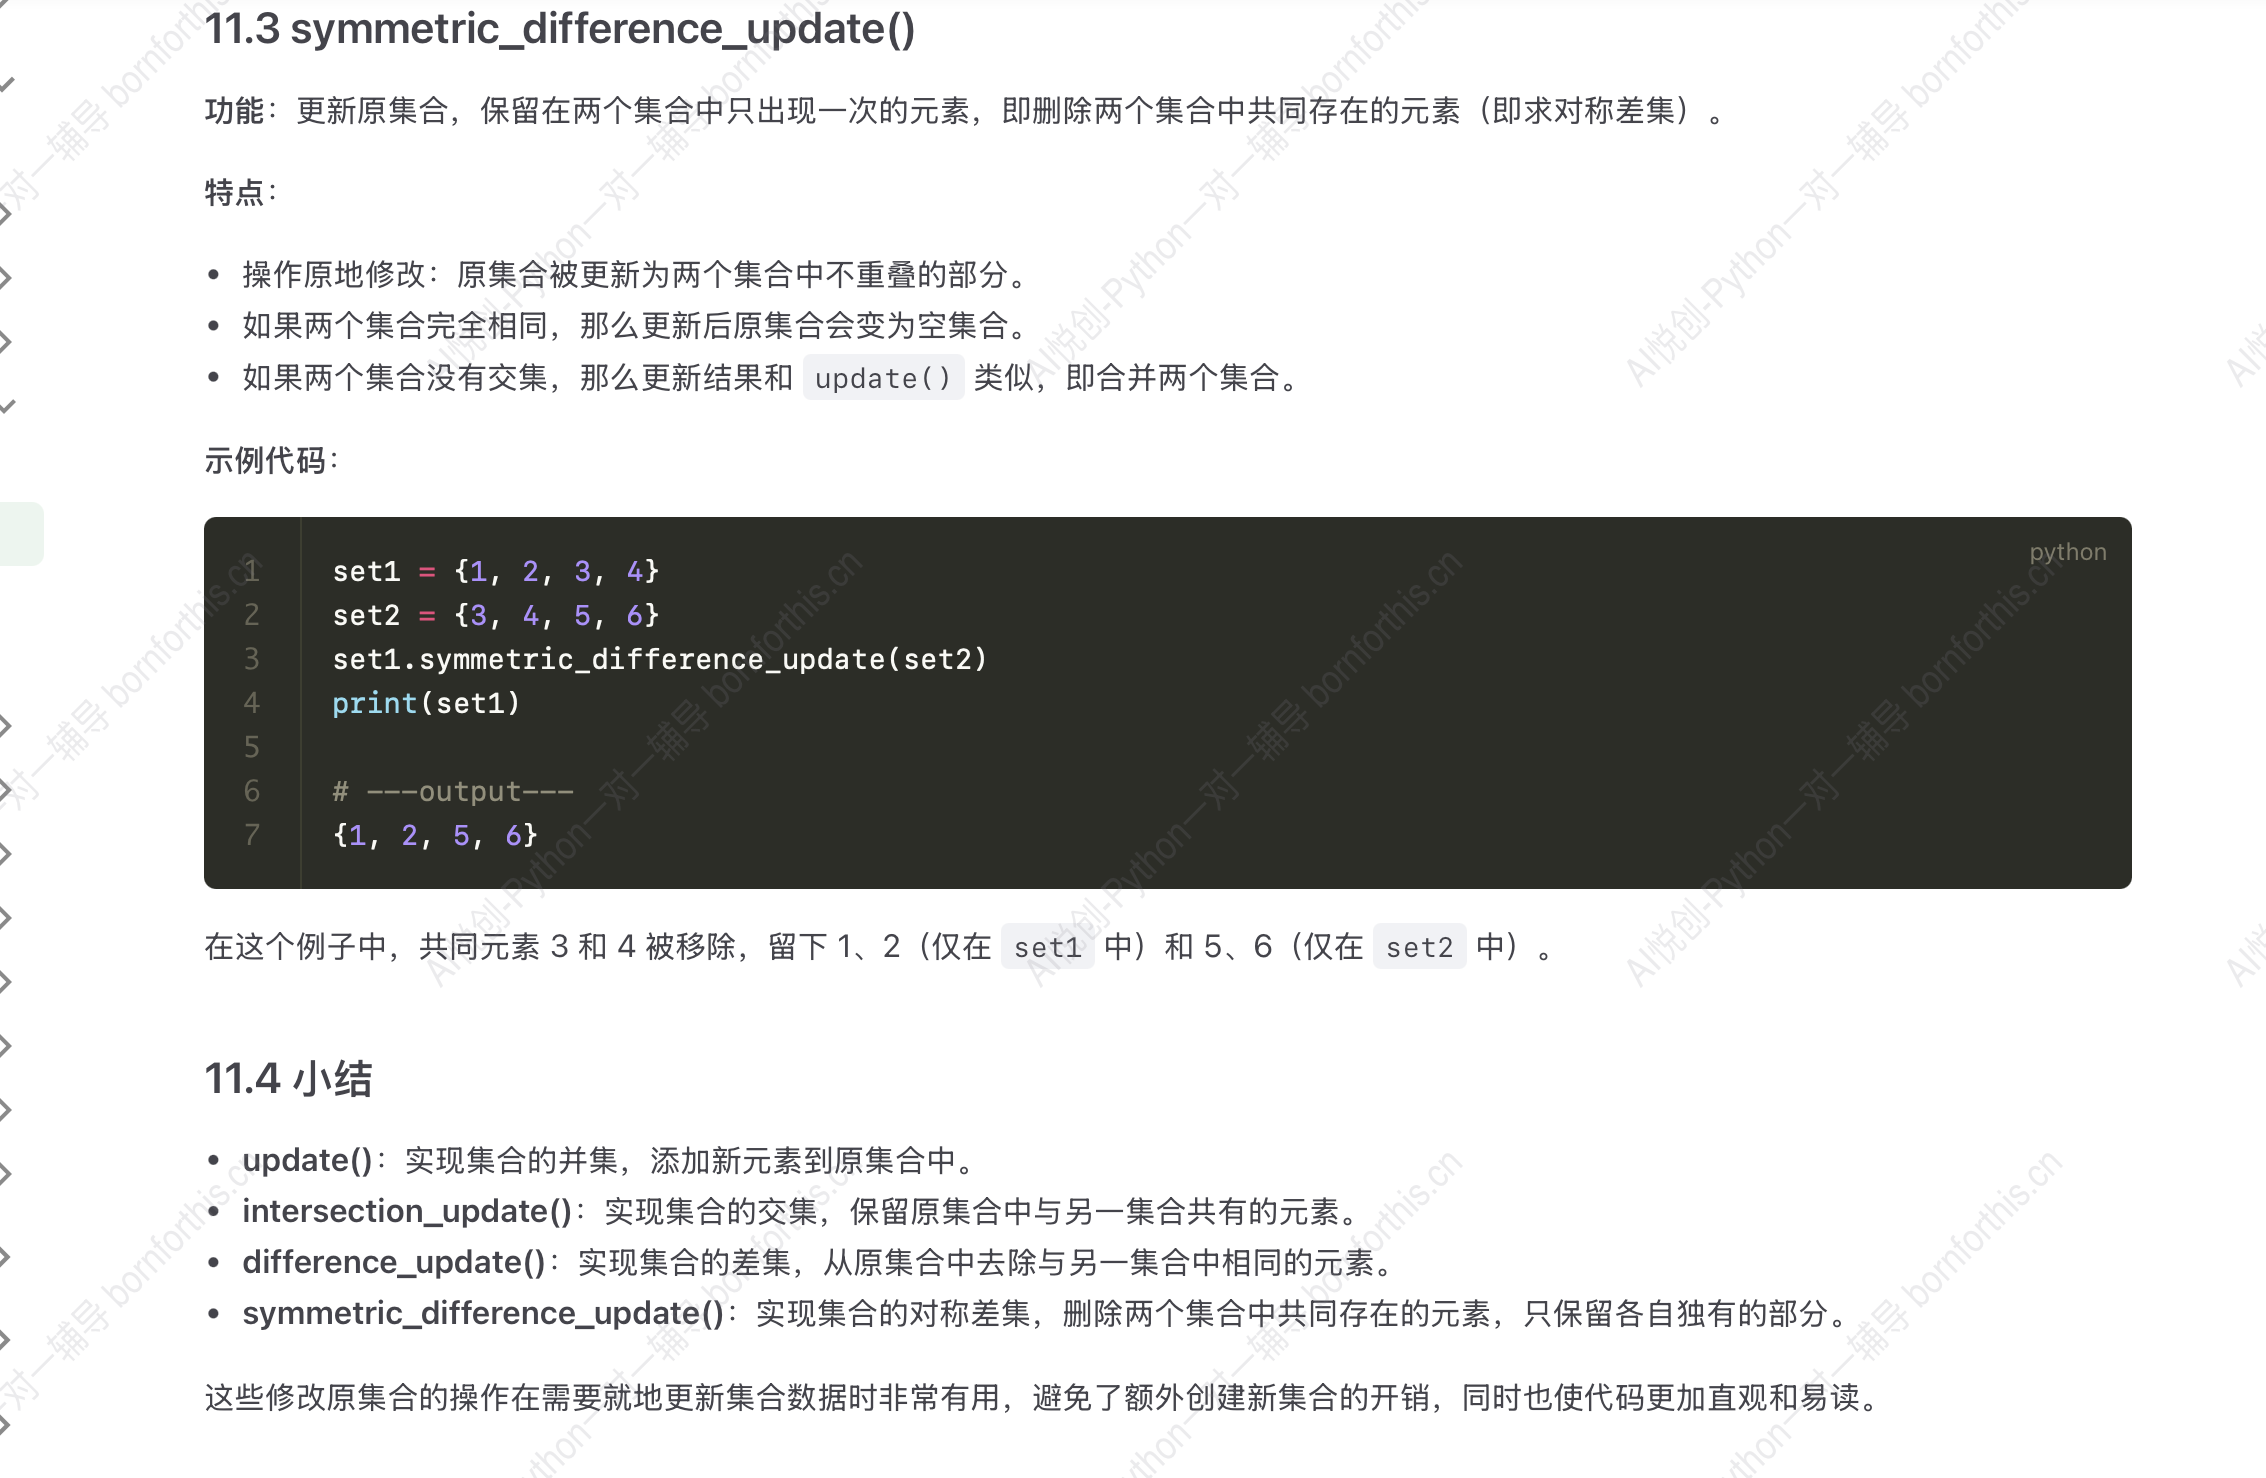 11.3 symmetric_difference_update()
功能：更新原集合，保留在两个集合中只出现一次的元素，即删除两个集合中共同存在的元素（即求对称差集）。
特点：
• 操作原地修改：原集合被更新为两个集合中不重叠的部分。
• 如果两个集合完全相同，那么更新后原集合会变为空集合。
• 如果两个集合没有交集，那么更新结果和 update() 类似，即合并两个集合。
示例代码：
python
1 set1 = {1, 2, 3, 4}
2 set2 = {3, 4, 5, 6}
3 set1.symmetric_difference_update(set2)
4 print(set1)
5
6 # ---output---
7 {1, 2, 5, 6}
在这个例子中，共同元素 3 和 4 被移除，留下 1、2（仅在 set1 中）和 5、6（仅在 set2 中）。
11.4 小结
• update()：实现集合的并集，添加新元素到原集合中。
• intersection_update()：实现集合的交集，保留原集合中与另一集合共有的元素。
• difference_update()：实现集合的差集，从原集合中去除与另一集合中相同的元素。
• symmetric_difference_update()：实现集合的对称差集，删除两个集合中共同存在的元素，只保留各自独有的部分。
这些修改原集合的操作在需要就地更新集合数据时非常有用，避免了额外创建新集合的开销，同时也使代码更加直观和易读。
AI悦创-Python一对一辅导 bornforthis.cn